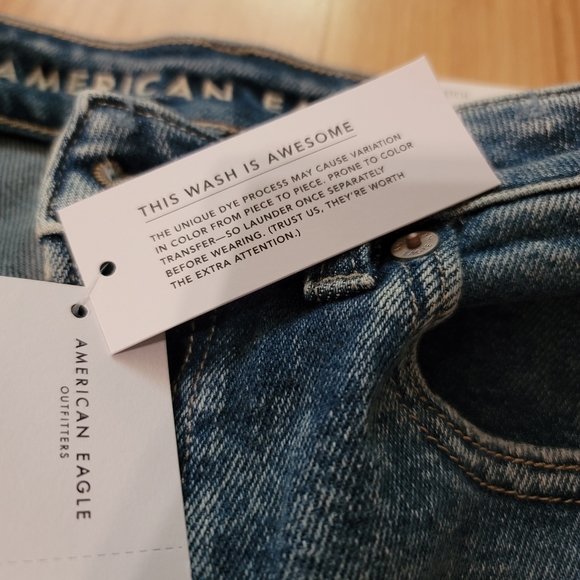 AMERICAN EA
THIS WASH IS AWESOME
THE UNIQUE DYE PROCESS MAY CAUSE VARIATION
IN COLOR FROM PIECE TO PIECE. PRONE TO COLOR
TRANSFER—SO LAUNDER ONCE SEPARATELY
BEFORE WEARING. (TRUST US, THEY'RE WORTH
THE EXTRA ATTENTION.)
AMERICAN EAGLE
OUTFITTERS